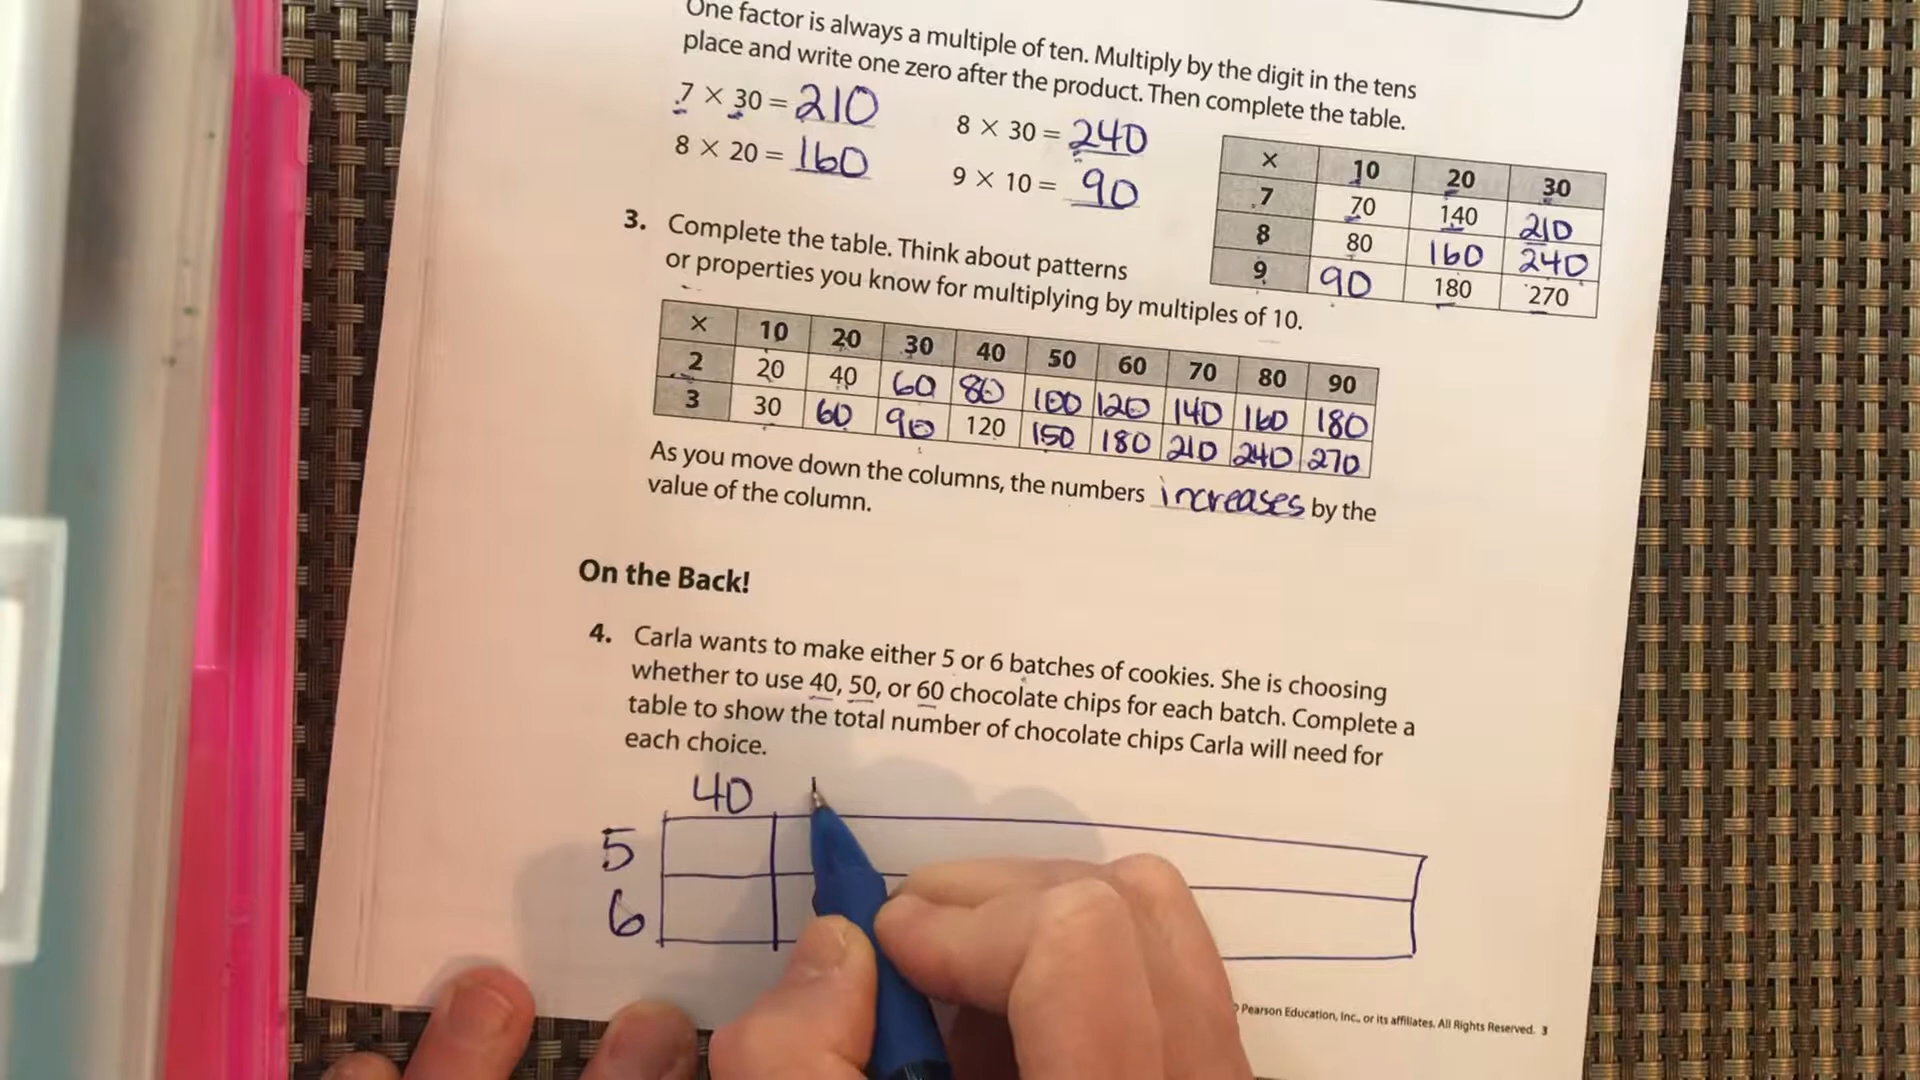 One factor is always a multiple of ten. Multiply by the digit in the tens
place and write one zero after the product. Then complete the table.
7 × 30 = 210
8 × 20 = 160
8 × 30 = 240
9 × 10 = 90
× 10 20 30
7 70 140 210
8 80 160 240
9 90 180 270
3. Complete the table. Think about patterns
or properties you know for multiplying by multiples of 10.
× 10 20 30 40 50 60 70 80 90
2 20 40 60 80 100 120 140 160 180
3 30 60 90 120 150 180 210 240 270
As you move down the columns, the numbers increases by the
value of the column.
On the Back!
4. Carla wants to make either 5 or 6 batches of cookies. She is choosing
whether to use 40, 50, or 60 chocolate chips for each batch. Complete a
table to show the total number of chocolate chips Carla will need for
each choice.
40
5
6
© Pearson Education, Inc., or its affiliates. All Rights Reserved. 3